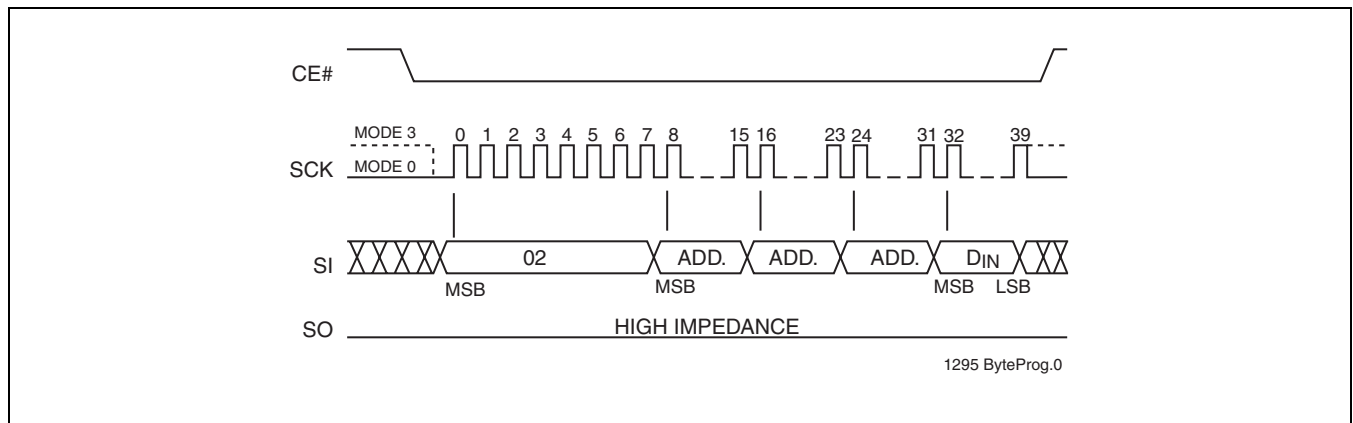 CE#
MODE 3
0 1 2 3 4 5 6 7 8 15 16 23 24 31 32 39
SCK
MODE 0
SI
02 ADD. ADD. ADD. DIN
MSB MSB MSB LSB
SO
HIGH IMPEDANCE
1295 ByteProg.0